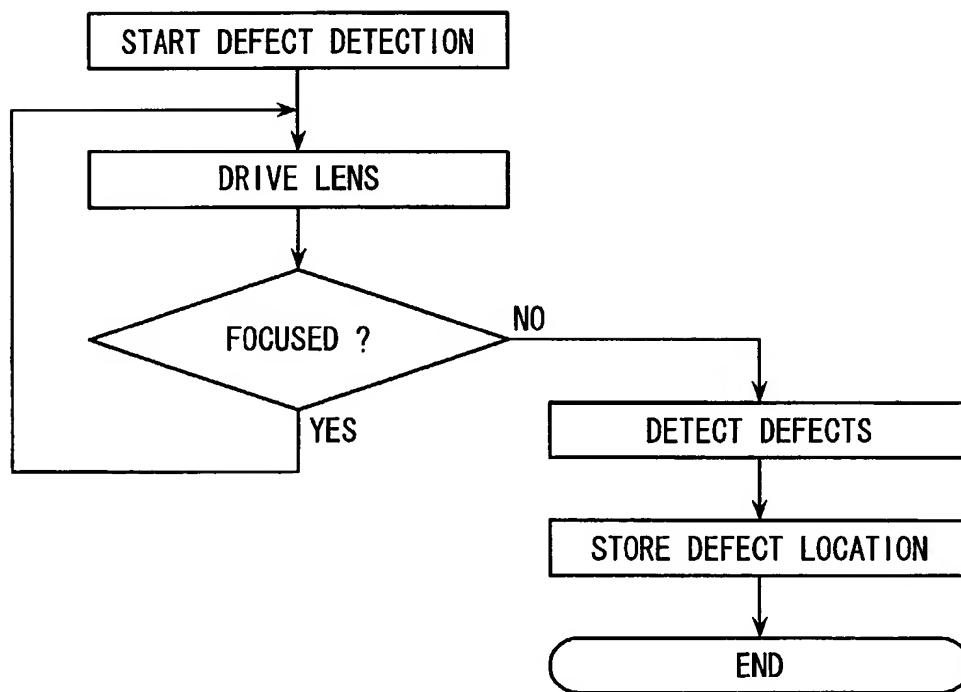 START DEFECT DETECTION
DRIVE LENS
FOCUSED ?
NO
YES
DETECT DEFECTS
STORE DEFECT LOCATION
END